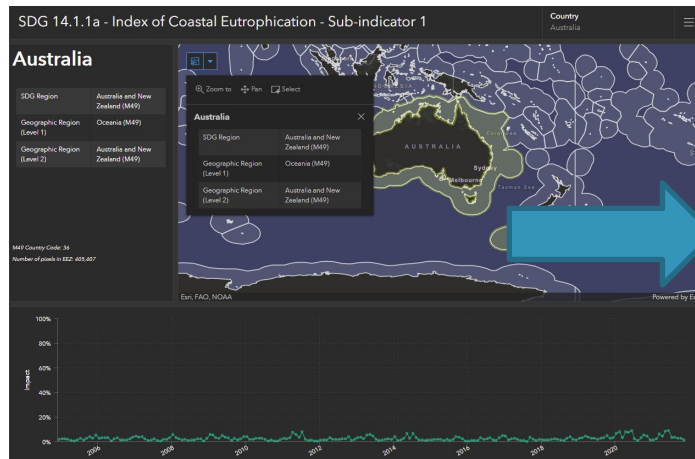 SDG 14.1.1a - Index of Coastal Eutrophication - Sub-indicator 1
Country
Australia
Australia
SDG Region
Australia and New
Zealand (M49)
Geographic Region
(Level 1)
Oceania (M49)
Geographic Region
(Level 2)
Australia and New
Zealand (M49)
M49 Country Code: 36
Number of pixels in EEZ: 405,407
Zoom to
Pan
Select
Australia
SDG Region
Australia and New
Zealand (M49)
Geographic Region
(Level 1)
Oceania (M49)
Geographic Region
(Level 2)
Australia and New
Zealand (M49)
AUSTRALIA
Sydney
Melbourne
Tasman Sea
Esri, FAO, NOAA
Powered by Es
Impact
100%
80%
60%
40%
20%
0%
2006
2008
2010
2012
2014
2016
2018
2020